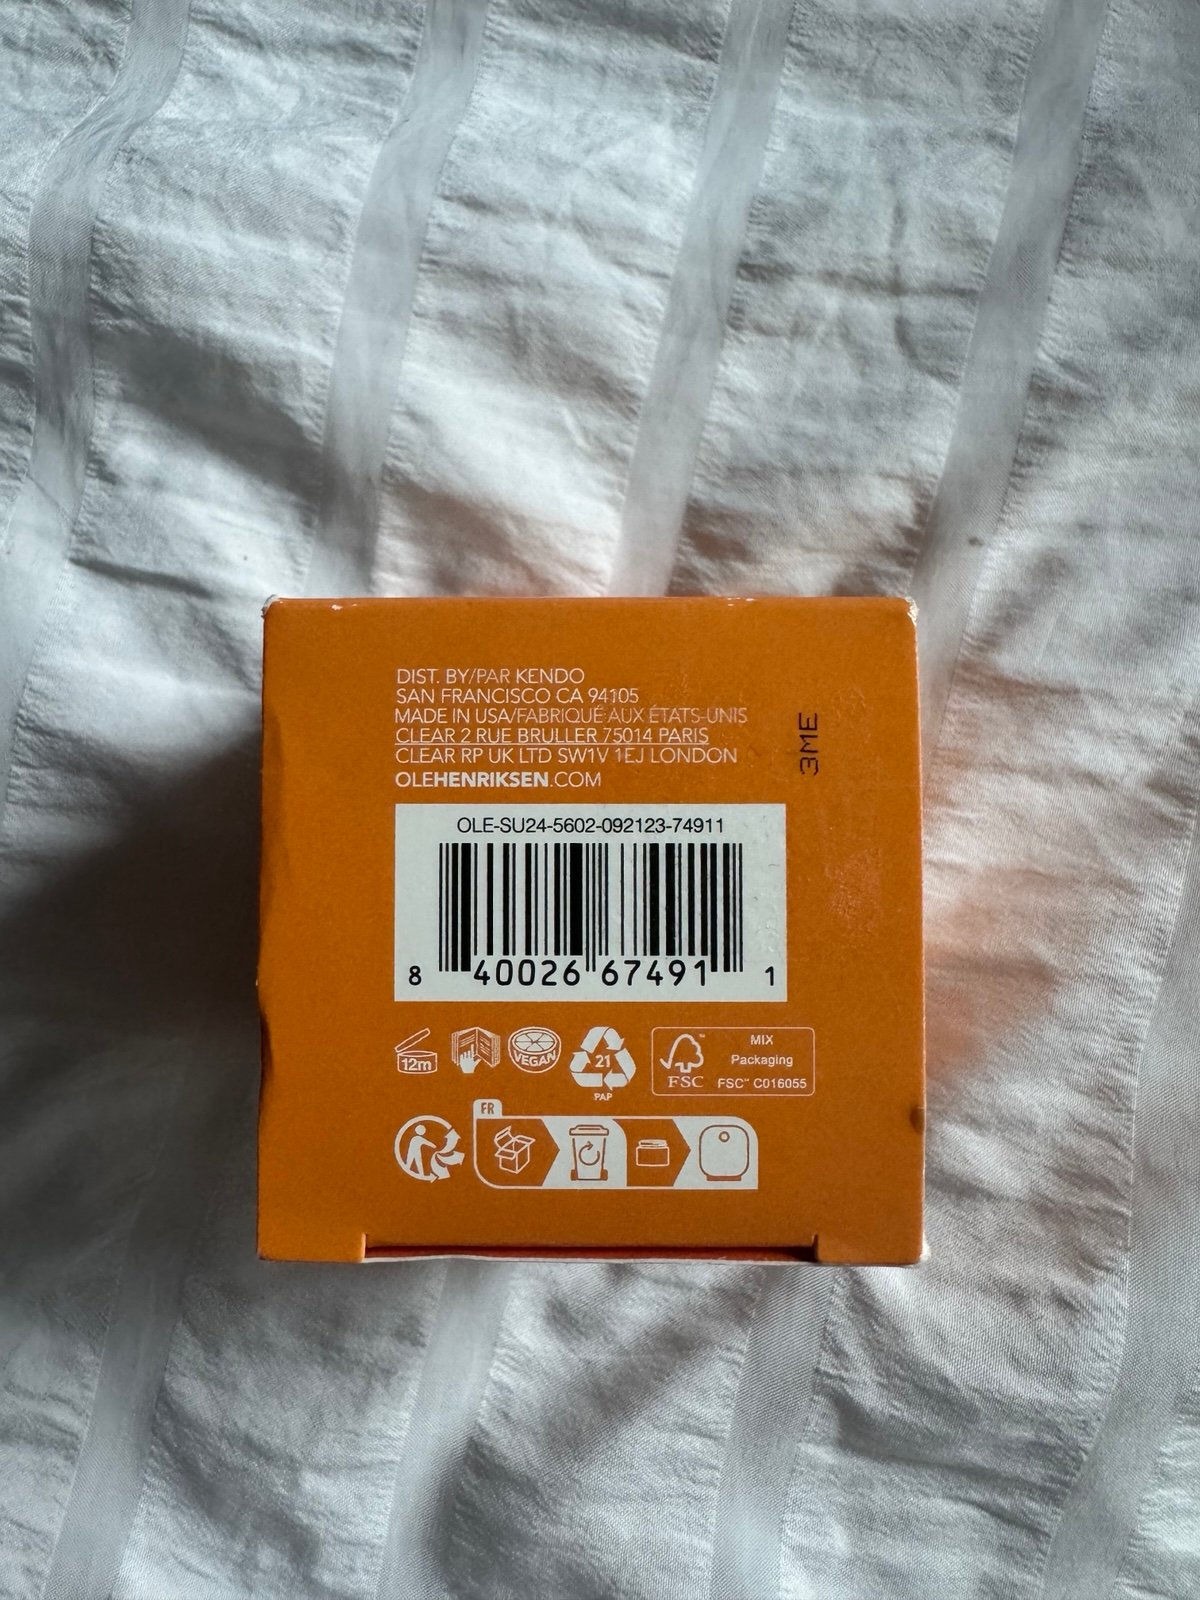 DIST. BY/PAR KENDO
SAN FRANCISCO CA 94105
MADE IN USA/FABRIQUÉ AUX ÉTATS-UNIS
CLEAR 2 RUE BRULLER 75014 PARIS
CLEAR RP UK LTD SW1V 1EJ LONDON
OLEHENRIKSEN.COM
3ME
OLE-SU24-5602-092123-74911
8 40026 67491 1
12m
VEGAN
21
PAP
FSC™
MIX
Packaging
FSC™ C016055
FR